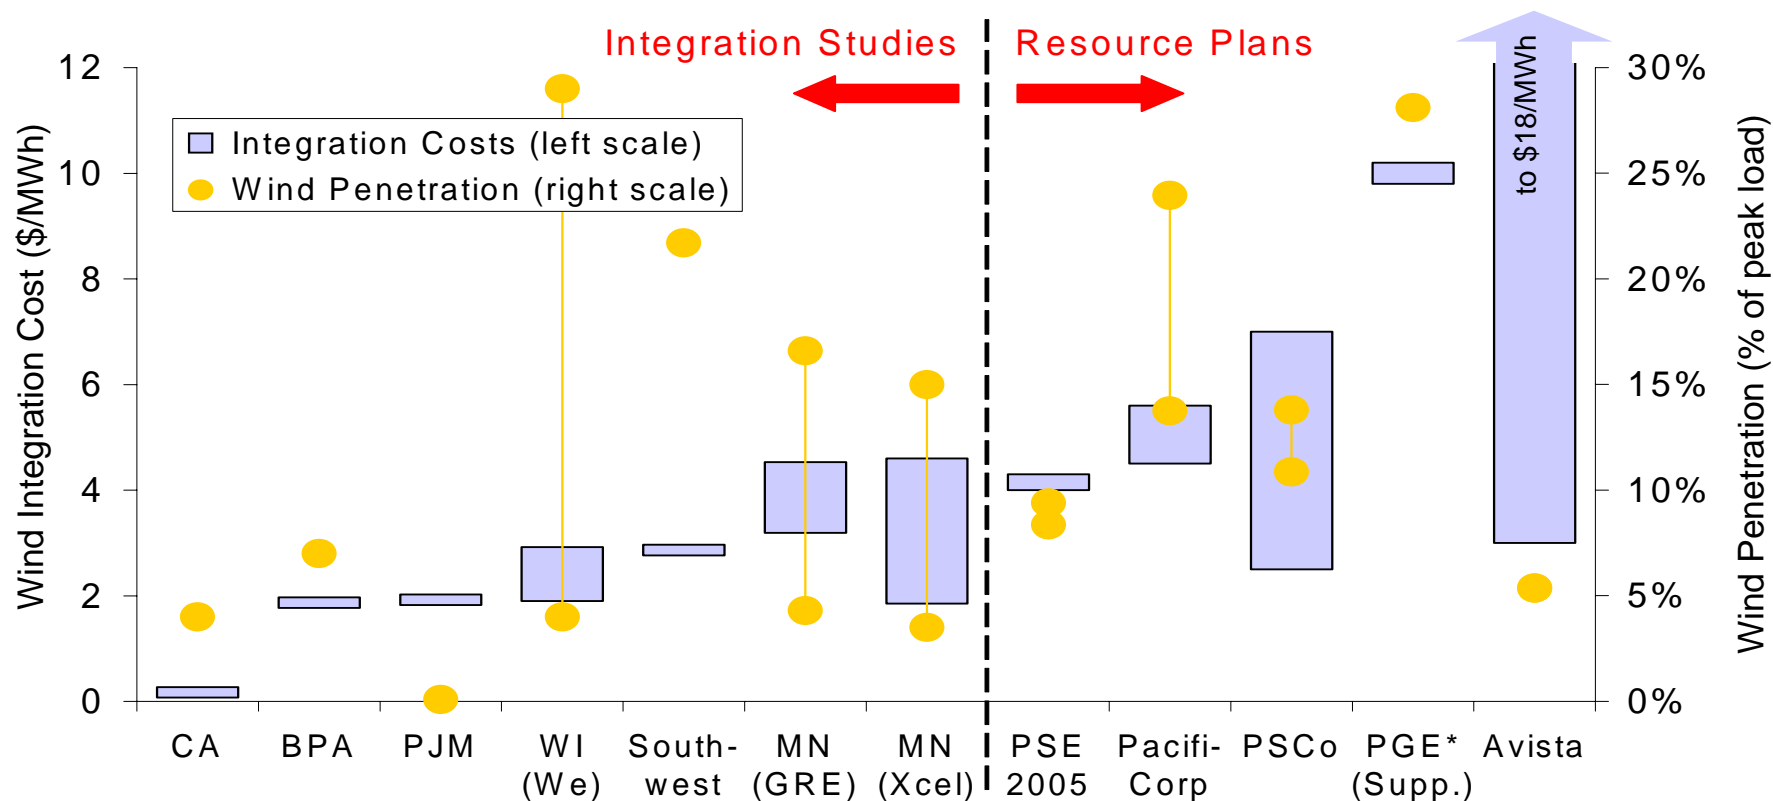 Integration Studies
Resource Plans
12
10
8
6
4
2
0
Wind Integration Cost ($/MWh)
Integration Costs (left scale)
Wind Penetration (right scale)
to $18/MWh
30%
25%
20%
15%
10%
5%
0%
Wind Penetration (% of peak load)
CA
BPA
PJM
WI
(We)
South-
west
MN
(GRE)
MN
(Xcel)
PSE
2005
Pacifi-
Corp
PSCo
PGE*
(Supp.)
Avista